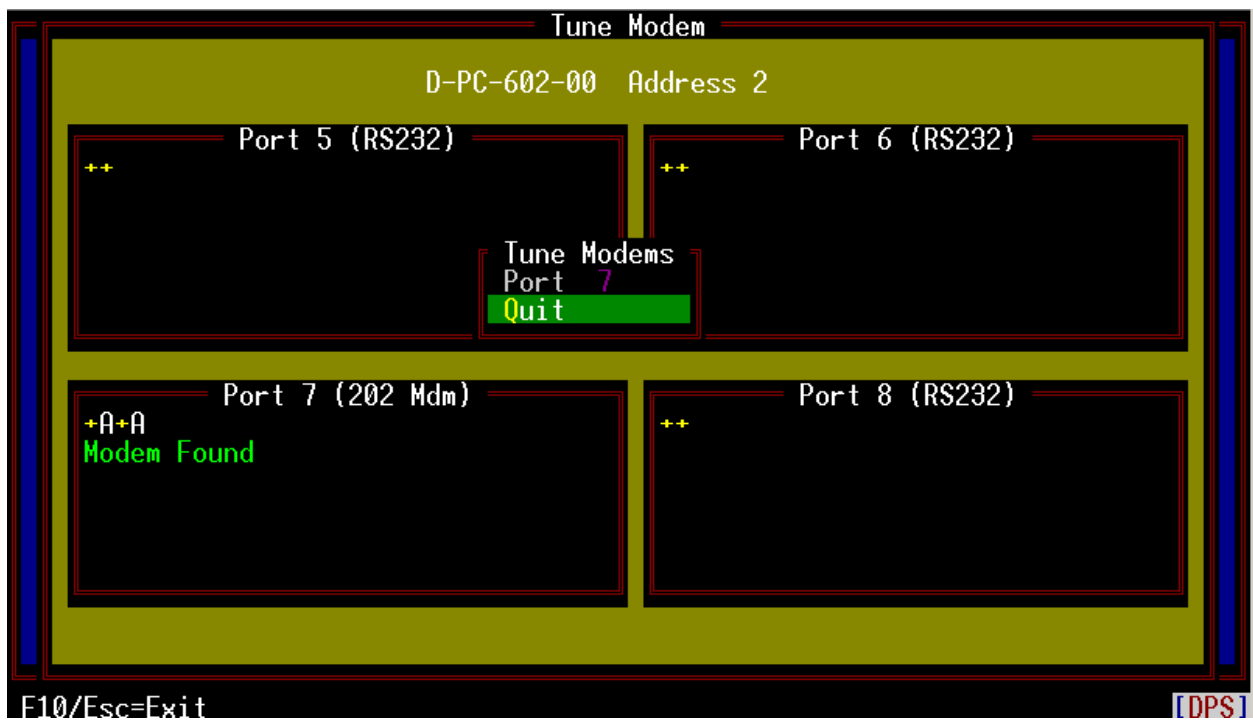 Tune Modem
D-PC-602-00 Address 2
Port 5 (RS232)
++
Port 6 (RS232)
++
Tune Modems
Port 7
Quit
Port 7 (202 Mdm)
+A+A
Modem Found
Port 8 (RS232)
++
F10/Esc=Exit
[DPS]